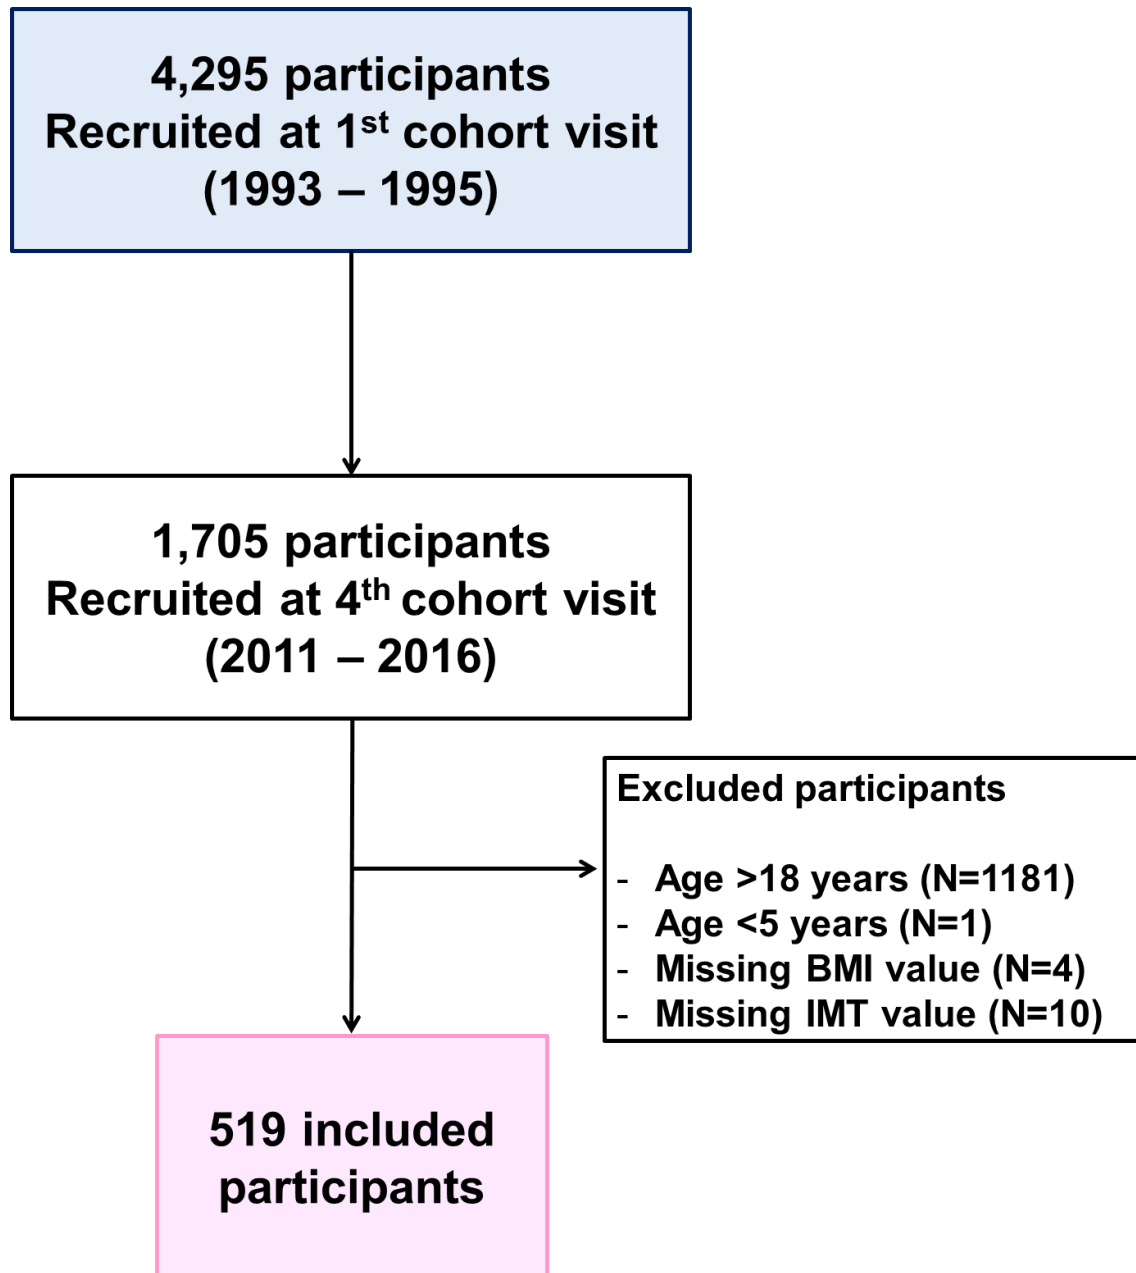 4,295 participants
Recruited at 1st cohort visit
(1993 – 1995)
1,705 participants
Recruited at 4th cohort visit
(2011 – 2016)
Excluded participants
- Age >18 years (N=1181)
- Age <5 years (N=1)
- Missing BMI value (N=4)
- Missing IMT value (N=10)
519 included
participants